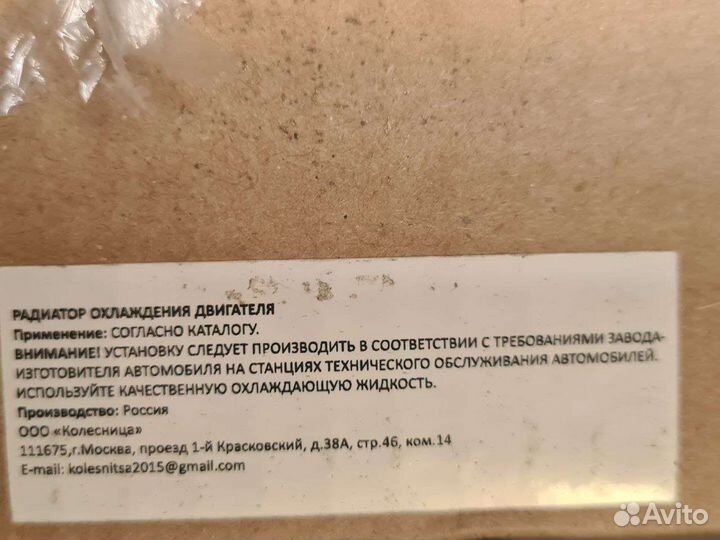 РАДИАТОР ОХЛАЖДЕНИЯ ДВИГАТЕЛЯ
Применение: СОГЛАСНО КАТАЛОГУ.
ВНИМАНИЕ! УСТАНОВКУ СЛЕДУЕТ ПРОИЗВОДИТЬ В СООТВЕТСТВИИ С ТРЕБОВАНИЯМИ ЗАВОДА-
ИЗГОТОВИТЕЛЯ АВТОМОБИЛЯ НА СТАНЦИЯХ ТЕХНИЧЕСКОГО ОБСЛУЖИВАНИЯ АВТОМОБИЛЕЙ.
ИСПОЛЬЗУЙТЕ КАЧЕСТВЕННУЮ ОХЛАЖДАЮЩУЮ ЖИДКОСТЬ.
Производство: Россия
ООО «Колесница»
111675,г.Москва, проезд 1-й Красковский, д.38А, стр.46, ком.14
E-mail: kolesnitsa2015@gmail.com
Avito